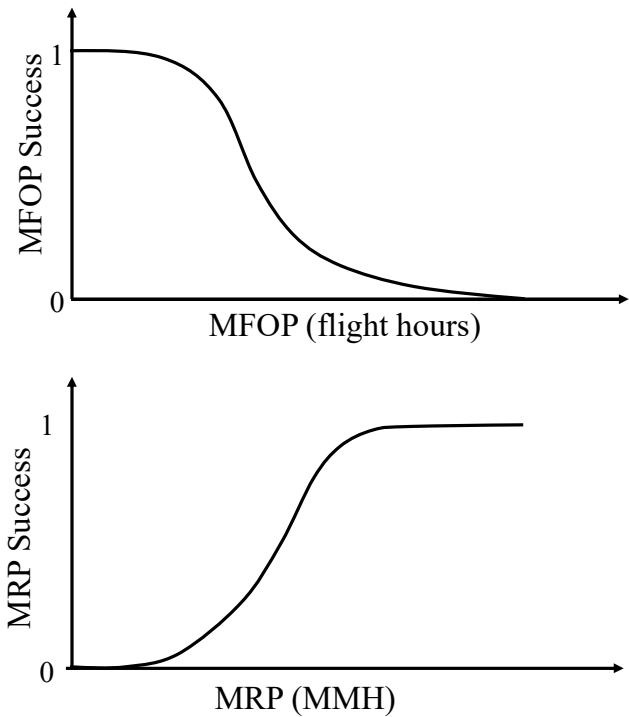 1
MFOP Success
0
MFOP (flight hours)
1
MRP Success
0
MRP (MMH)